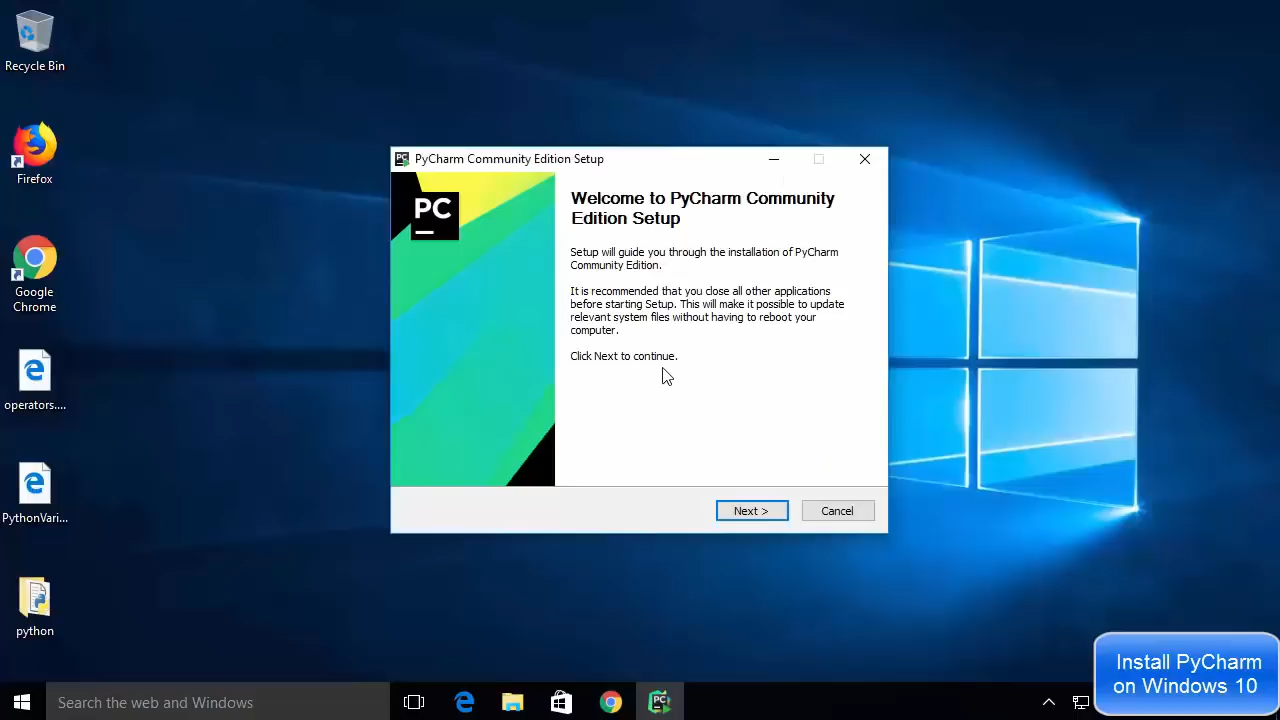 Recycle Bin
Firefox
Google
Chrome
operators....
PythonVari...
python
PC
PyCharm Community Edition Setup
PC
Welcome to PyCharm Community
Edition Setup
Setup will guide you through the installation of PyCharm
Community Edition.
It is recommended that you close all other applications
before starting Setup. This will make it possible to update
relevant system files without having to reboot your
computer.
Click Next to continue.
Next >
Cancel
Search the web and Windows
PC
Install PyCharm
on Windows 10